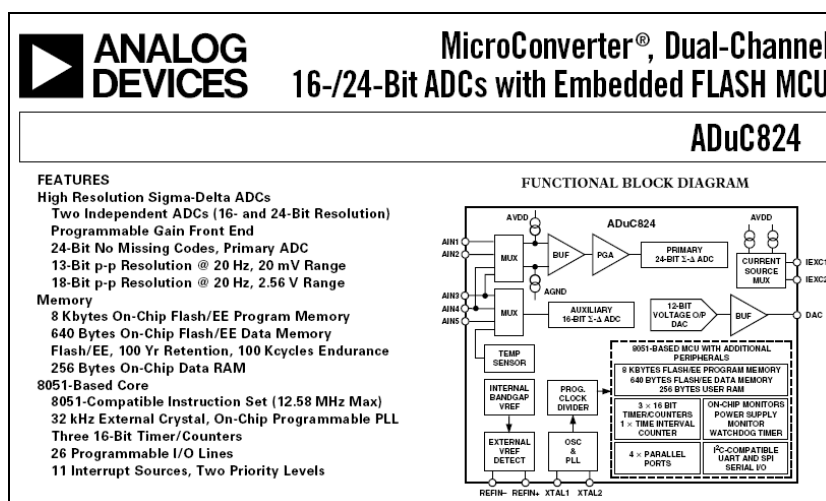 ANALOG
DEVICES
MicroConverter®, Dual-Channel
16-/24-Bit ADCs with Embedded FLASH MCU
ADuC824
FEATURES
High Resolution Sigma-Delta ADCs
Two Independent ADCs (16- and 24-Bit Resolution)
Programmable Gain Front End
24-Bit No Missing Codes, Primary ADC
13-Bit p-p Resolution @ 20 Hz, 20 mV Range
18-Bit p-p Resolution @ 20 Hz, 2.56 V Range
Memory
8 Kbytes On-Chip Flash/EE Program Memory
640 Bytes On-Chip Flash/EE Data Memory
Flash/EE, 100 Yr Retention, 100 Kcycles Endurance
256 Bytes On-Chip Data RAM
8051-Based Core
8051-Compatible Instruction Set (12.58 MHz Max)
32 kHz External Crystal, On-Chip Programmable PLL
Three 16-Bit Timer/Counters
26 Programmable I/O Lines
11 Interrupt Sources, Two Priority Levels
FUNCTIONAL BLOCK DIAGRAM
AVDD
ADuC824
AVDD
AIN1
AIN2
MUX
BUF
PGA
PRIMARY
24-BIT Σ-Δ ADC
CURRENT
SOURCE
MUX
IEXC1
IEXC2
AGND
AIN3
AIN4
AIN5
MUX
AUXILIARY
16-BIT Σ-Δ ADC
12-BIT
VOLTAGE O/P
DAC
BUF
DAC
TEMP
SENSOR
8051-BASED MCU WITH ADDITIONAL
PERIPHERALS
8 KBYTES FLASH/EE PROGRAM MEMORY
640 BYTES FLASH/EE DATA MEMORY
256 BYTES USER RAM
INTERNAL
BANDGAP
VREF
PROG.
CLOCK
DIVIDER
3 × 16 BIT
TIMER/COUNTERS
1 × TIME INTERVAL
COUNTER
ON-CHIP MONITORS
POWER SUPPLY
MONITOR
WATCHDOG TIMER
EXTERNAL
VREF
DETECT
OSC
&
PLL
4 × PARALLEL
PORTS
I²C-COMPATIBLE
UART AND SPI
SERIAL I/O
REFIN– REFIN+ XTAL1 XTAL2